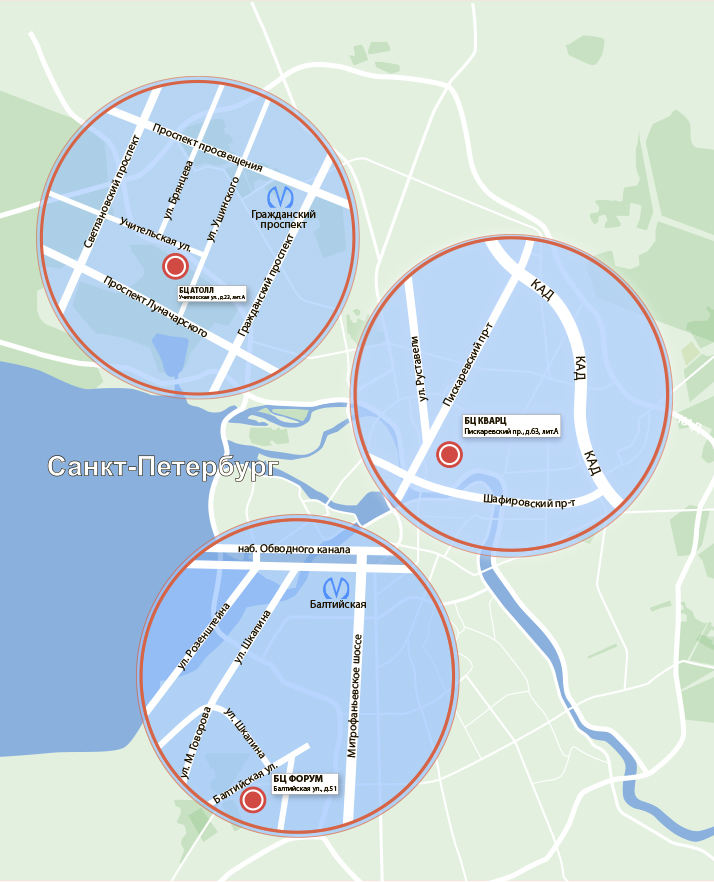 Проспект просвещения
Светлановский проспект
ул. Брянцева
ул. Ушинского
Гражданский
проспект
Учительская ул.
БЦ АТОЛЛ
Учительская ул., д.23, лит.А
Проспект Луначарского
Гражданский проспект
КАД
ул. Руставели
Пискаревский пр-т
КАД
БЦ КВАРЦ
Пискаревский пр., д.63, лит.А
КАД
КАД
Шафировский пр-т
Санкт-Петербург
наб. Обводного канала
Балтийская
ул. Розенштейна
ул. Шкапина
Митрофаньевское шоссе
ул. М. Говорова
ул. Шкапина
Балтийская ул.
БЦ ФОРУМ
Балтийская ул., д.51